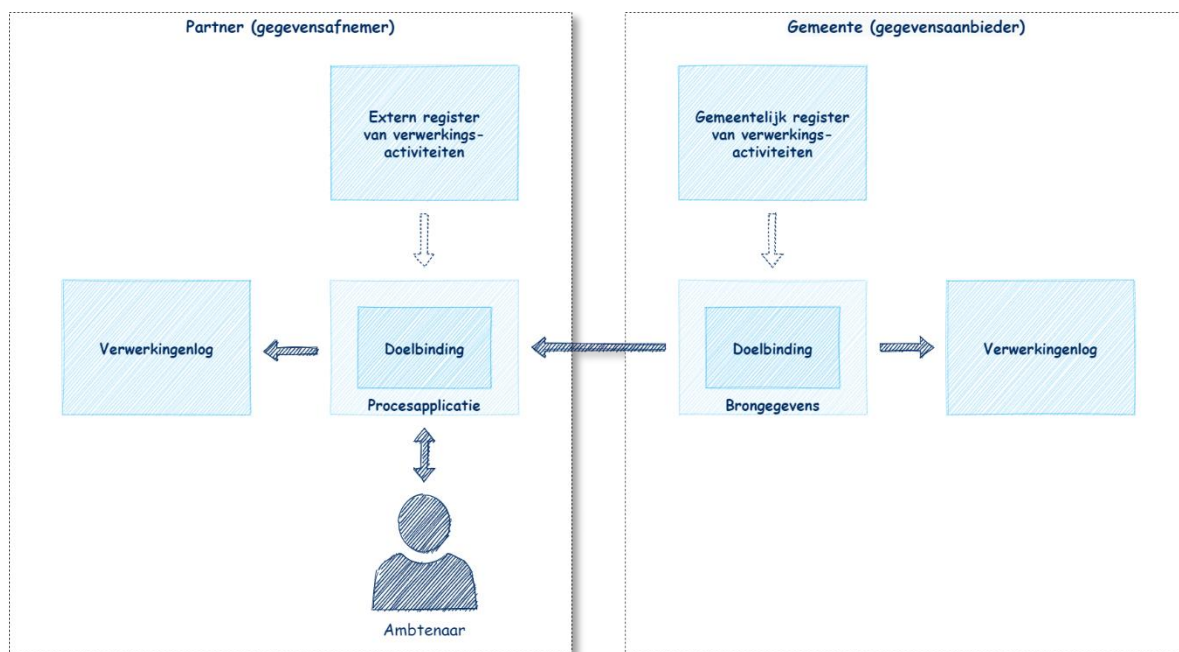 Partner (gegevensafnemer)
Extern register
van verwerkings-
activiteiten
Verwerkingenlog
Doelbinding
Procesapplicatie
Ambtenaar
Gemeente (gegevensaanbieder)
Gemeentelijk register
van verwerkings-
activiteiten
Doelbinding
Brongegevens
Verwerkingenlog